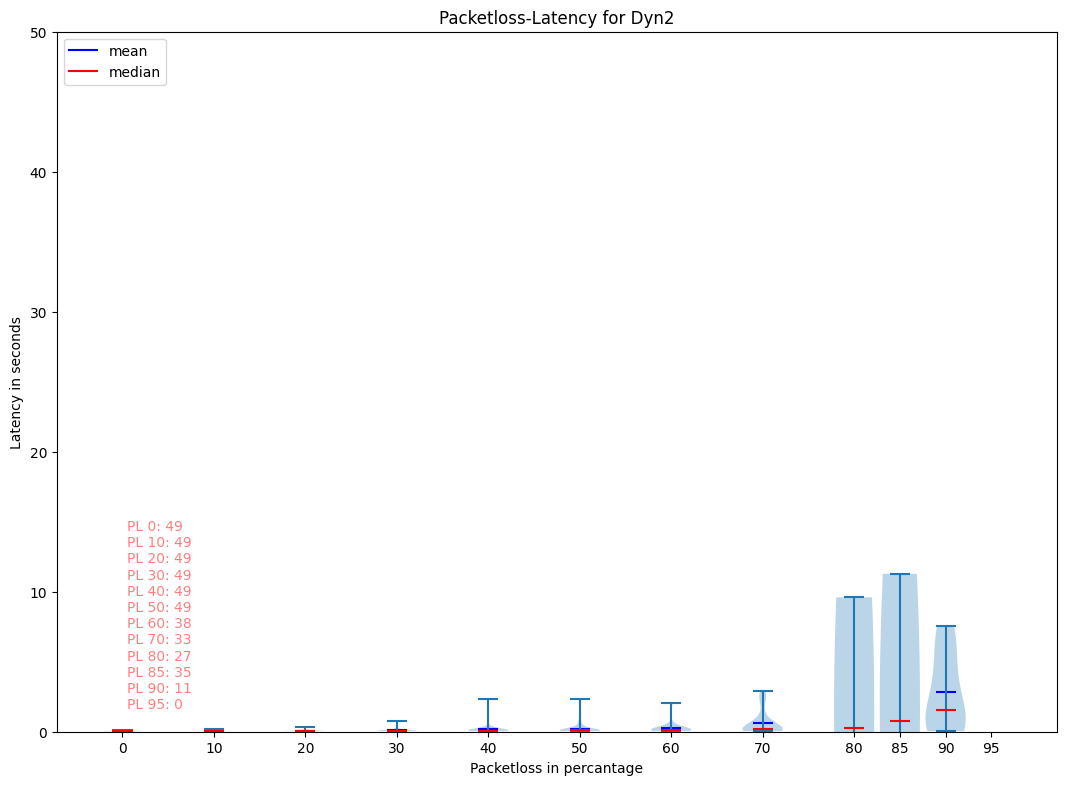 Packetloss-Latency for Dyn2
mean
median
50
40
30
20
10
0
Latency in seconds
PL 0: 49
PL 10: 49
PL 20: 49
PL 30: 49
PL 40: 49
PL 50: 49
PL 60: 38
PL 70: 33
PL 80: 27
PL 85: 35
PL 90: 11
PL 95: 0
0 10 20 30 40 50 60 70 80 85 90 95
Packetloss in percantage